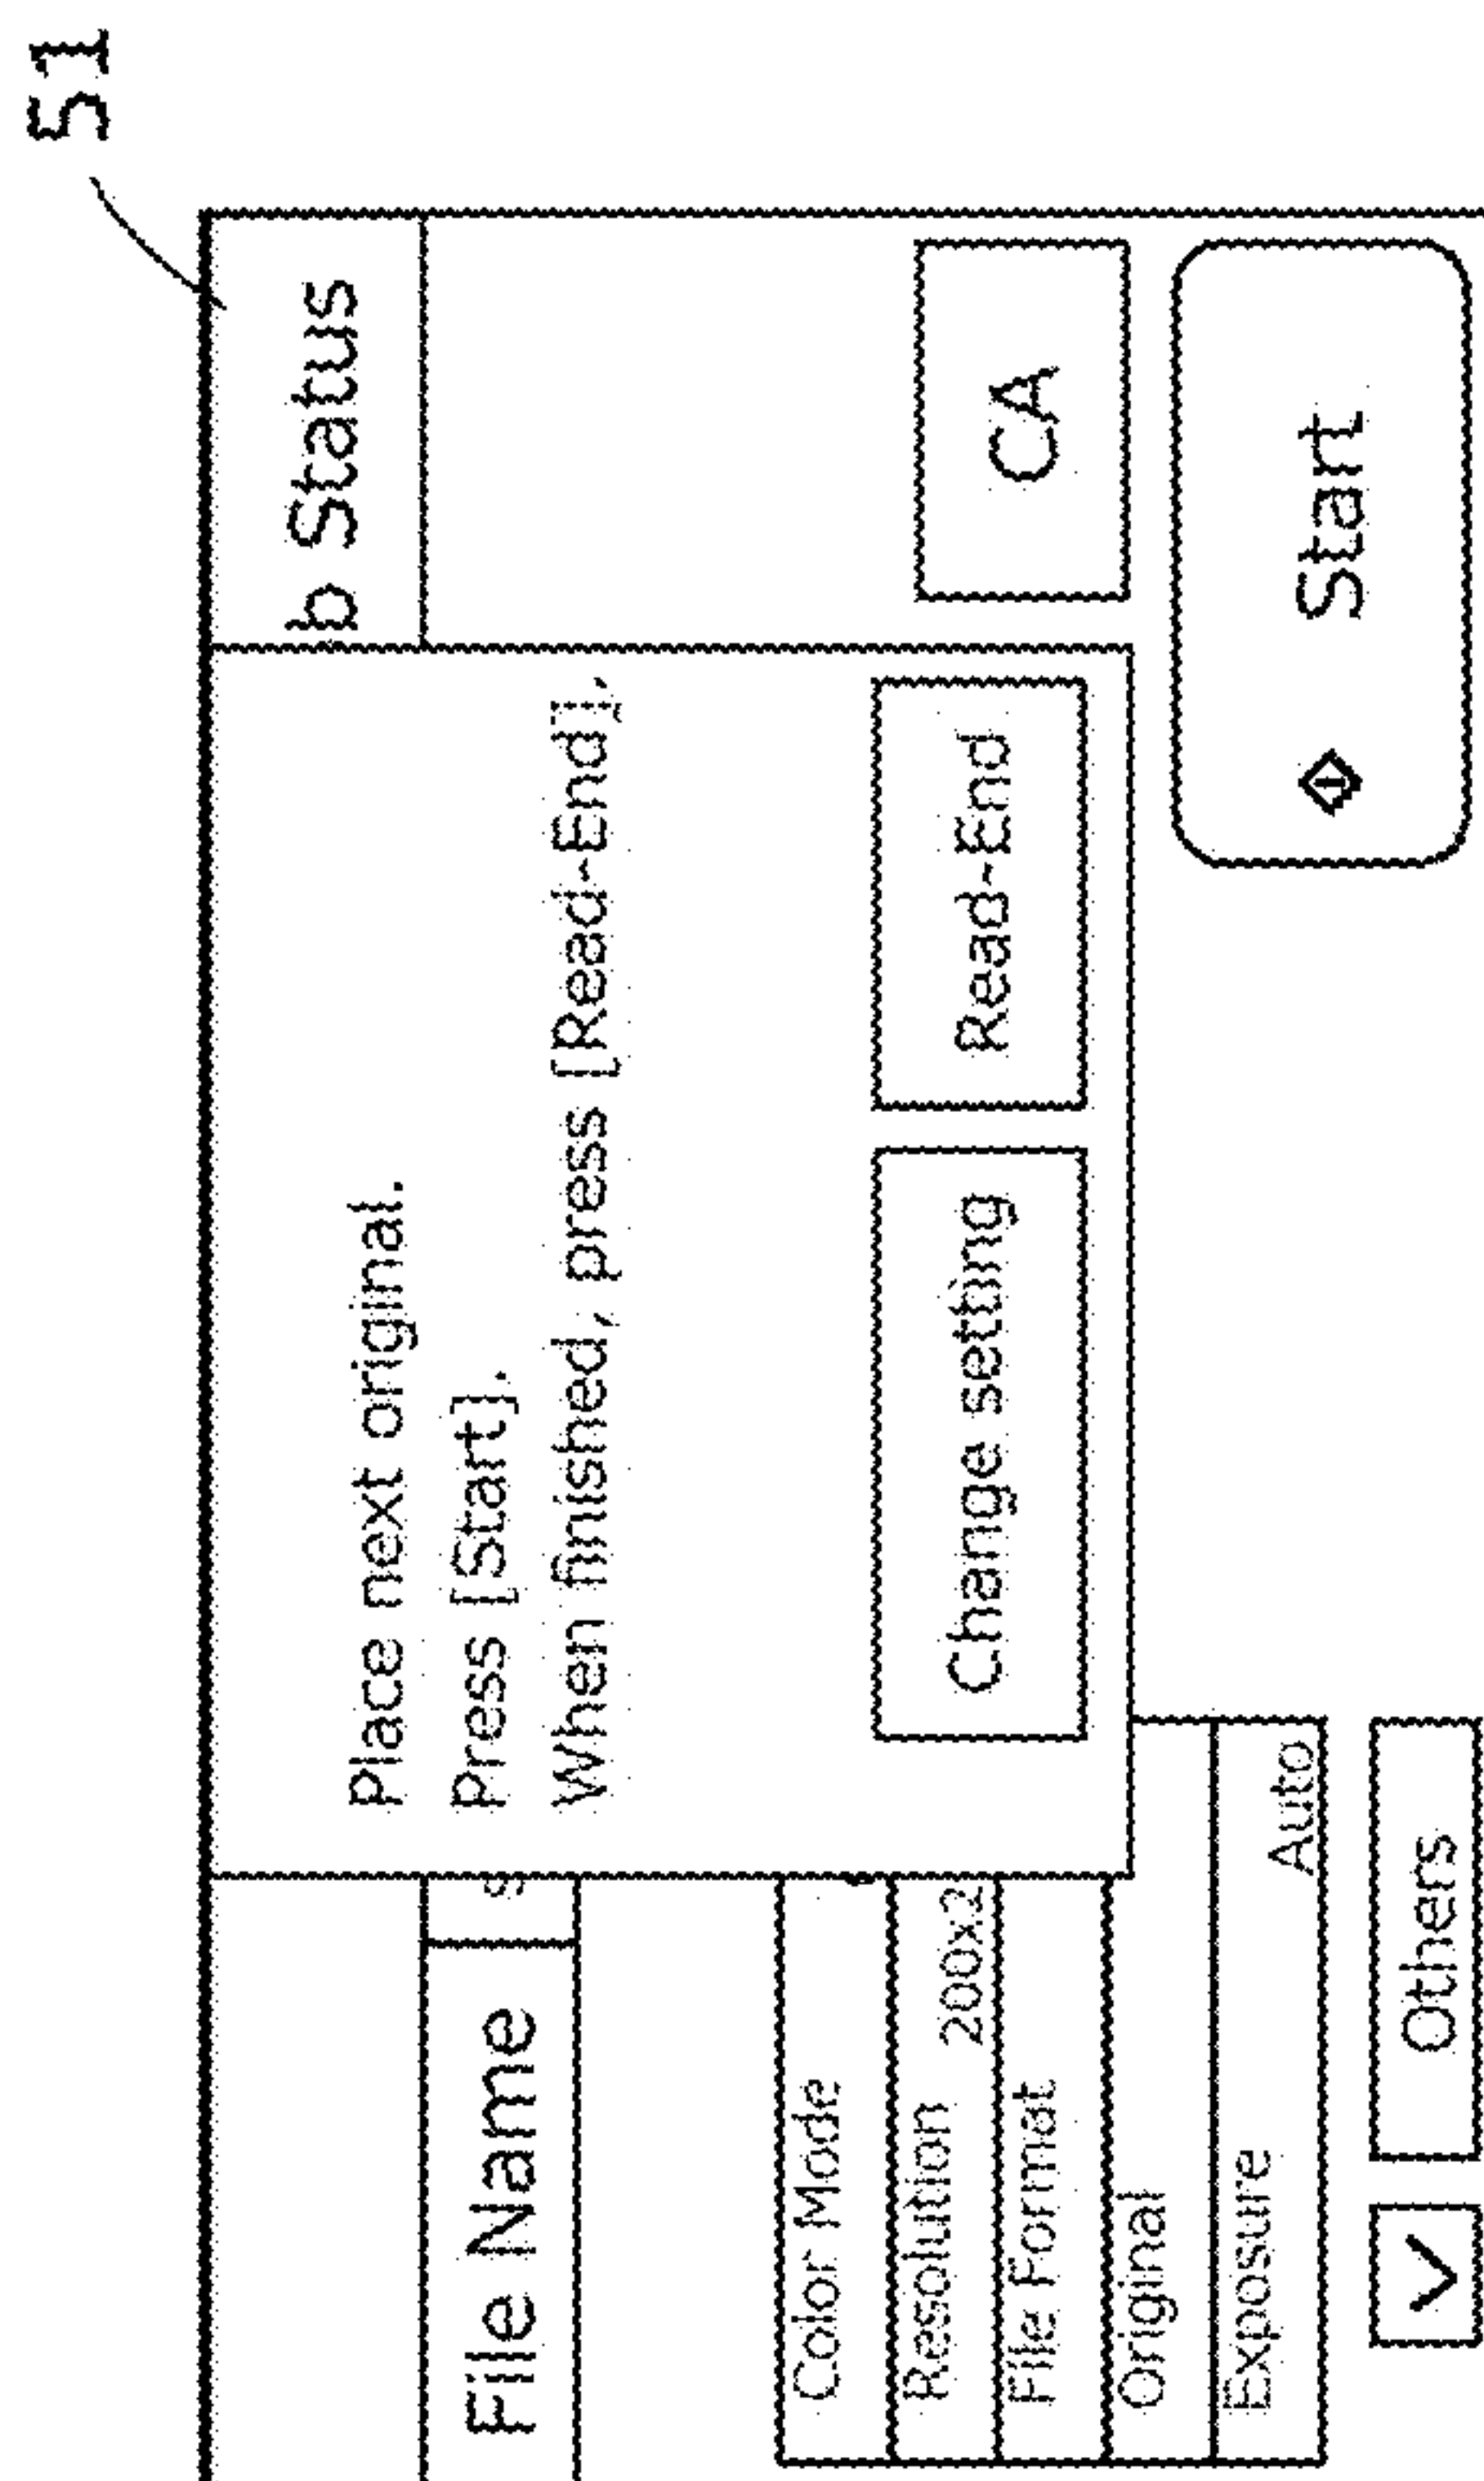 51
b Status
Place next original.
Press [Start].
When finished, press [Read-End].
File Name
Change setting
Read-End
CA
Color Mode
Resolution 200x2
File Format
Original
Exposure Auto
Start
Others